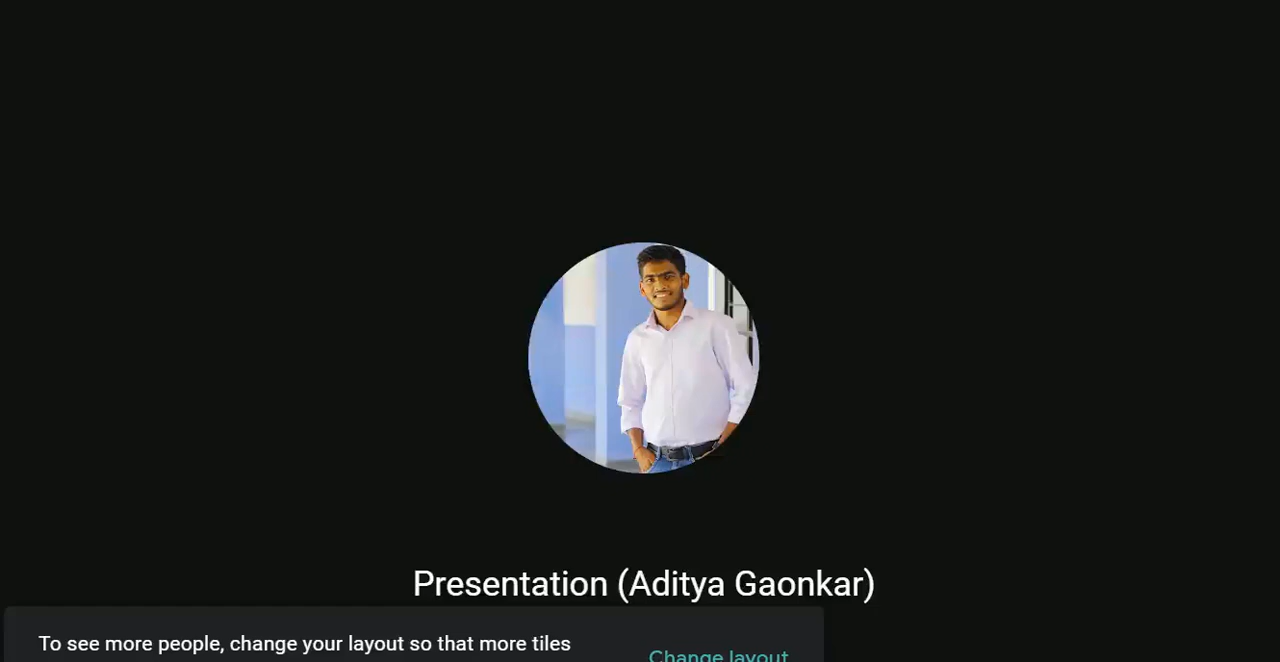 Presentation (Aditya Gaonkar)
To see more people, change your layout so that more tiles
Change layout